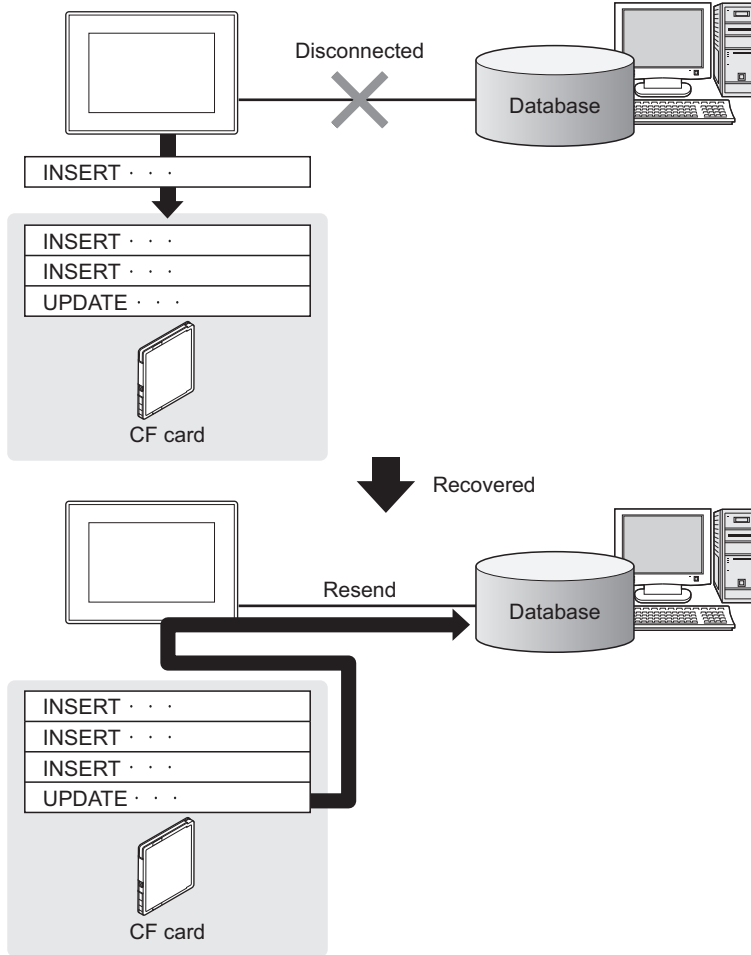 Disconnected
Database
INSERT · · ·
INSERT · · ·
INSERT · · ·
UPDATE · · ·
CF card
Recovered
Resend
Database
INSERT · · ·
INSERT · · ·
INSERT · · ·
UPDATE · · ·
CF card